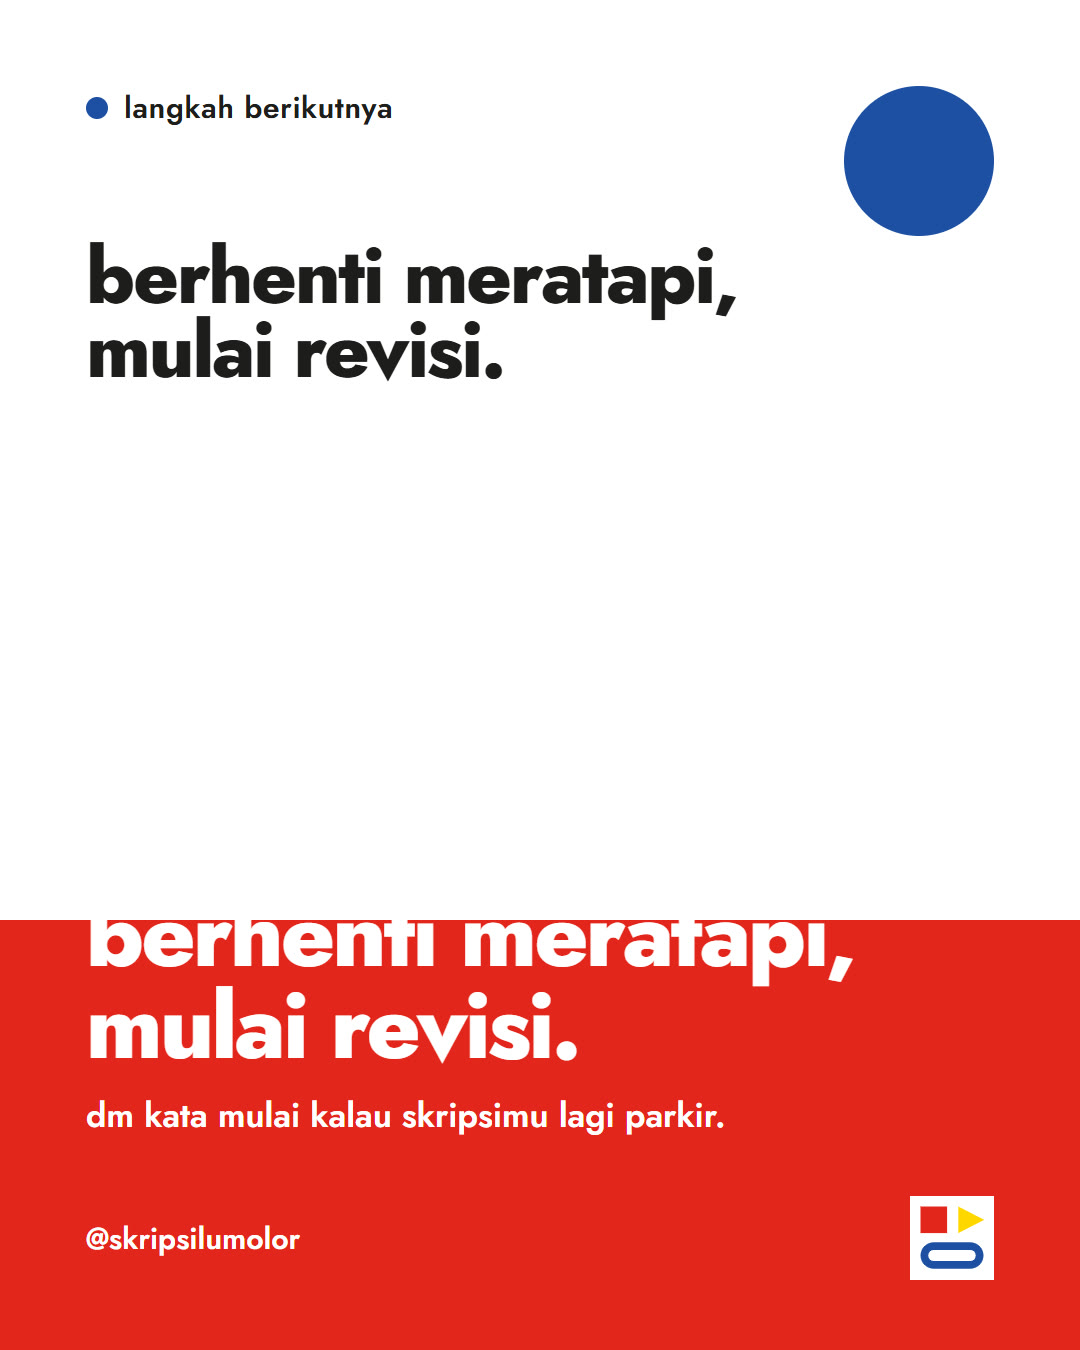 langkah berikutnya
berhenti meratapi,
mulai revisi.
berhenti meratapi,
mulai revisi.
dm kata mulai kalau skripsimu lagi parkir.
@skripsilumolor